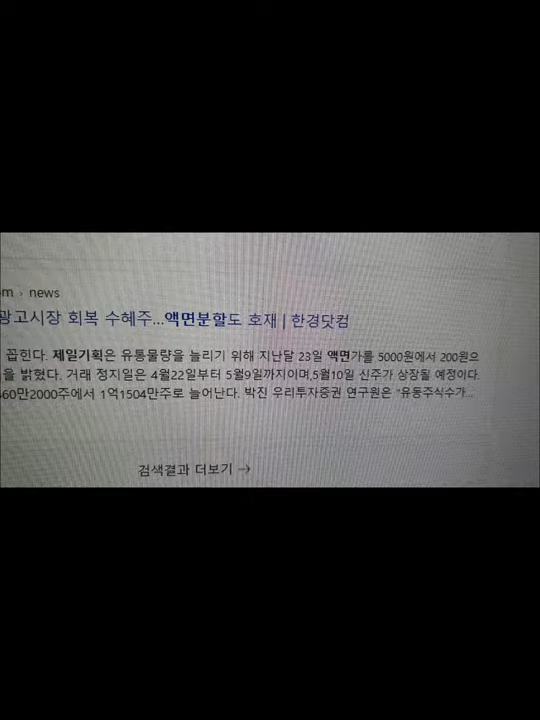 om › news
광고시장 회복 수혜주...액면분할도 호재 | 한경닷컴
꼽힌다. 제일기획은 유통물량을 늘리기 위해 지난달 23일 액면가를 5000원에서 200원으
을 밝혔다. 거래 정지일은 4월22일부터 5월9일까지이며,5월10일 신주가 상장될 예정이다.
60만2000주에서 1억1504만주로 늘어난다. 박진 우리투자증권 연구원은 "유동주식수가...
검색결과 더보기 →